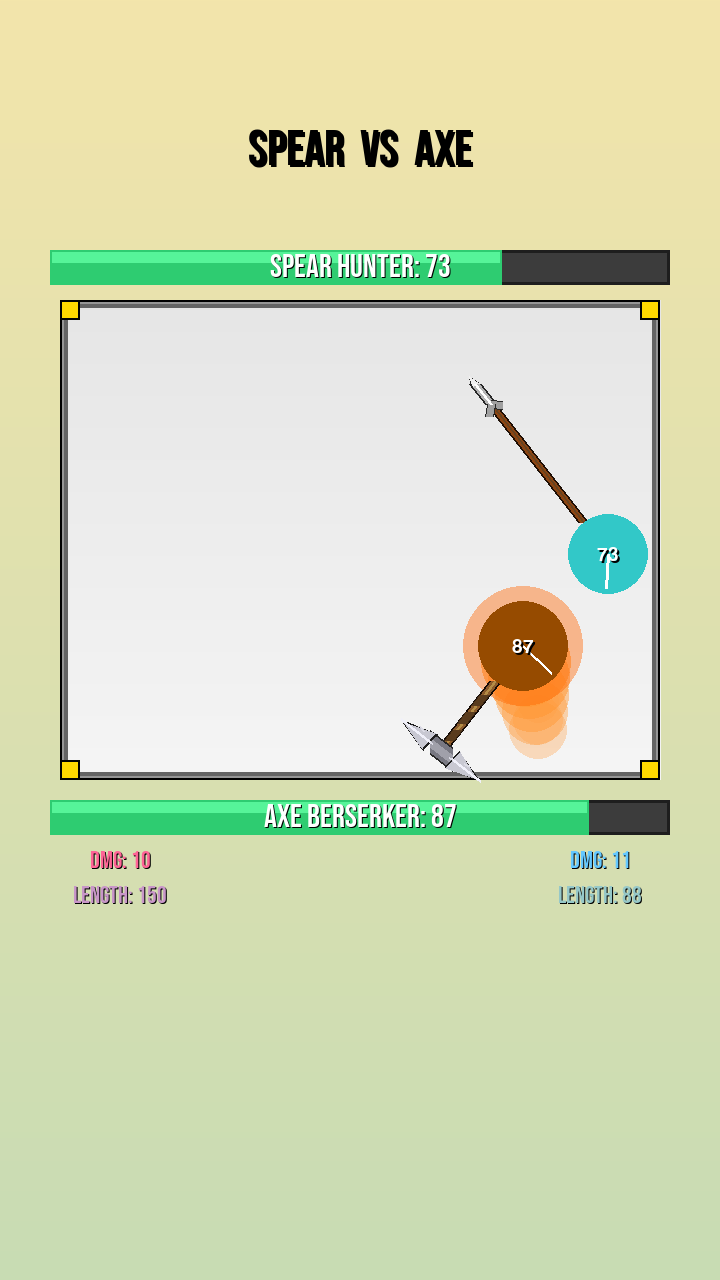 SPEAR VS AXE
SPEAR HUNTER: 73
73
87
AXE BERSERKER: 87
DMG: 10
DMG: 11
LENGTH: 150
LENGTH: 88